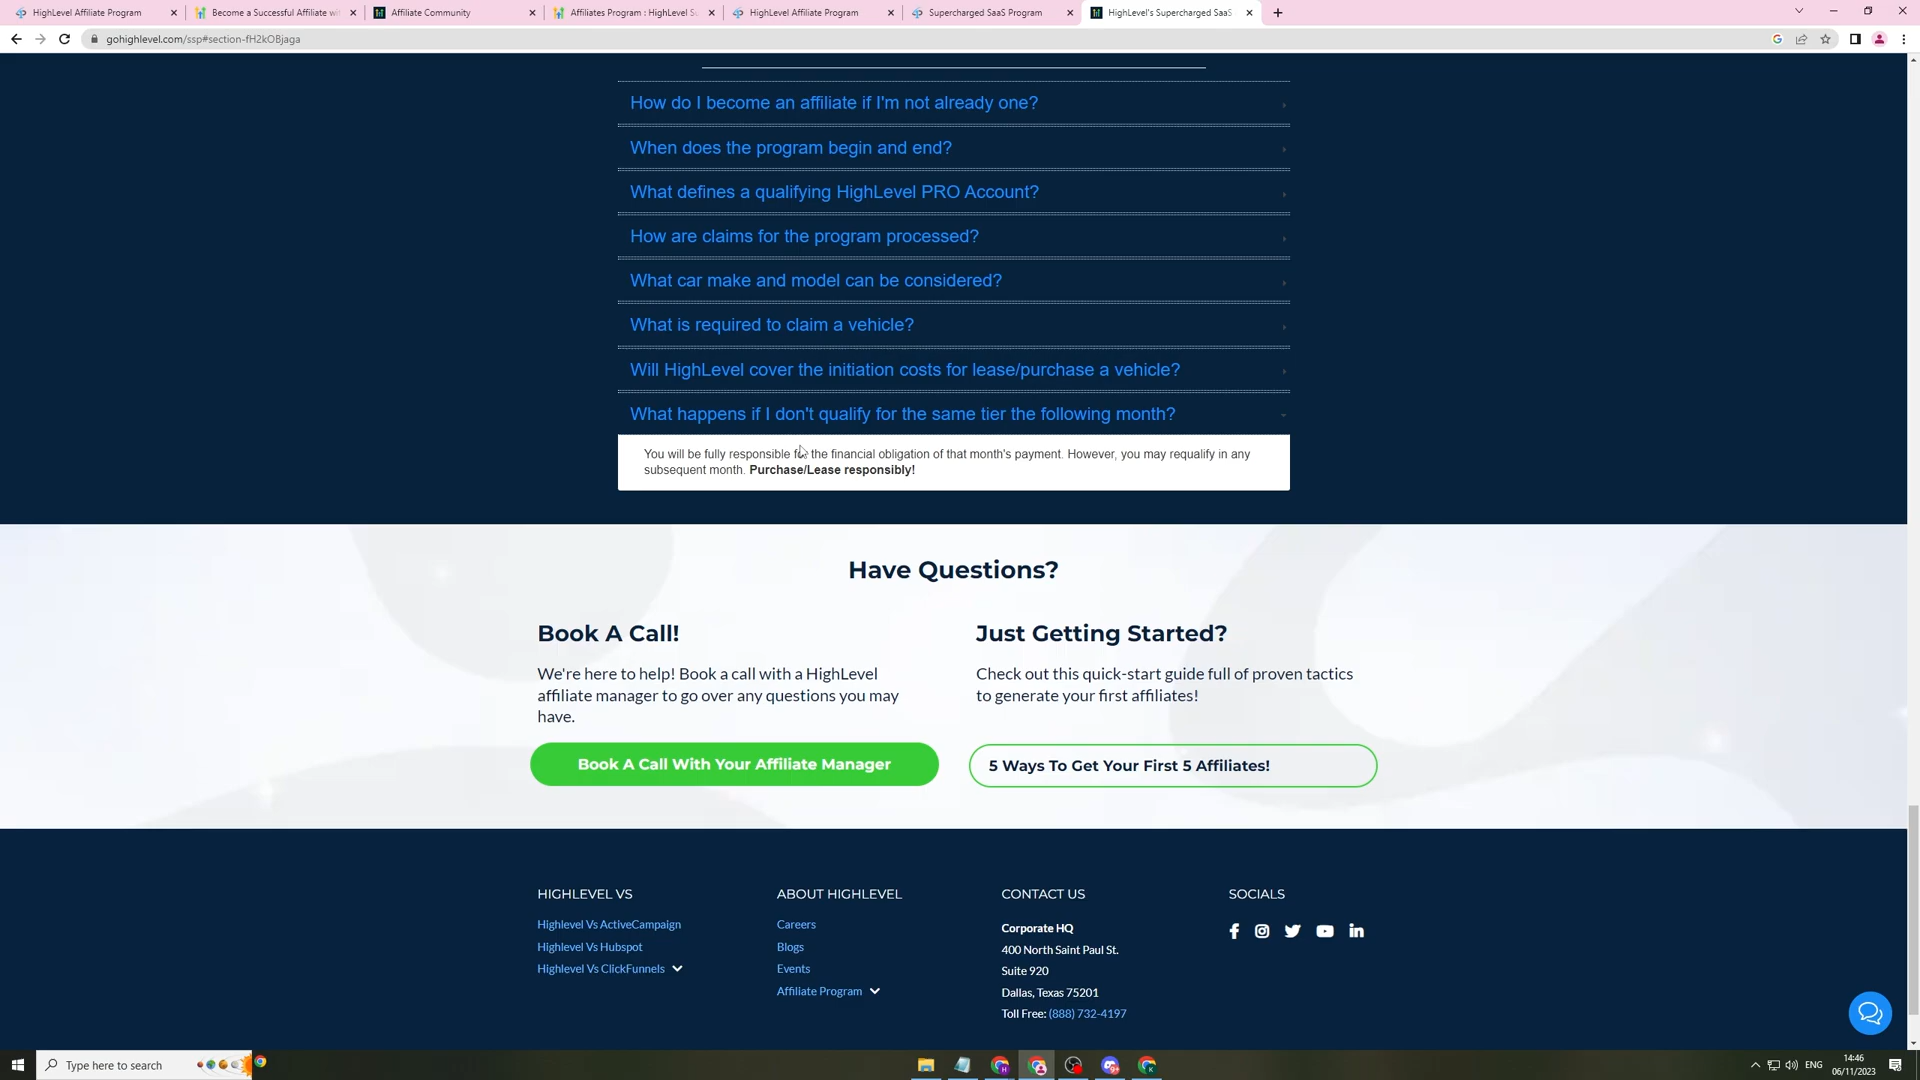 HighLevel Affiliate Program
Become a Successful Affiliate wi
Affiliate Community
Affiliates Program : HighLevel Su
HighLevel Affiliate Program
Supercharged SaaS Program
HighLevel's Supercharged SaaS
gohighlevel.com/ssp#section-fH2kOBjaga
How do I become an affiliate if I'm not already one?
When does the program begin and end?
What defines a qualifying HighLevel PRO Account?
How are claims for the program processed?
What car make and model can be considered?
What is required to claim a vehicle?
Will HighLevel cover the initiation costs for lease/purchase a vehicle?
What happens if I don't qualify for the same tier the following month?
You will be fully responsible for the financial obligation of that month's payment. However, you may requalify in any
subsequent month. Purchase/Lease responsibly!
Have Questions?
Book A Call!
We're here to help! Book a call with a HighLevel
affiliate manager to go over any questions you may
have.
Book A Call With Your Affiliate Manager
Just Getting Started?
Check out this quick-start guide full of proven tactics
to generate your first affiliates!
5 Ways To Get Your First 5 Affiliates!
HIGHLEVEL VS
Highlevel Vs ActiveCampaign
Highlevel Vs Hubspot
Highlevel Vs ClickFunnels
ABOUT HIGHLEVEL
Careers
Blogs
Events
Affiliate Program
CONTACT US
Corporate HQ
400 North Saint Paul St.
Suite 920
Dallas, Texas 75201
Toll Free: (888) 732-4197
SOCIALS
Type here to search
ENG
14:46
06/11/2023